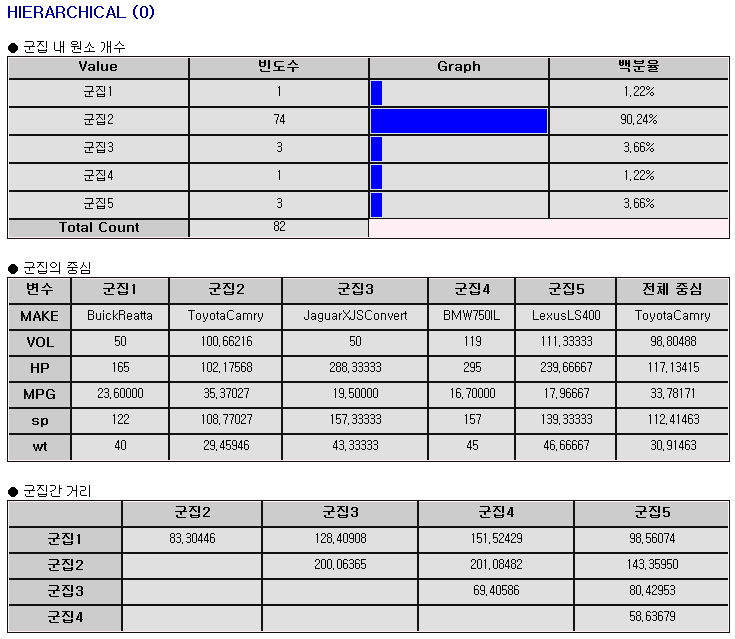 HIERARCHICAL (0)
● 군집 내 원소 개수
Value 빈도수 Graph 백분율
군집1 1 1,22%
군집2 74 90,24%
군집3 3 3,66%
군집4 1 1,22%
군집5 3 3,66%
Total Count 82
● 군집의 중심
변수 군집1 군집2 군집3 군집4 군집5 전체 중심
MAKE BuickReatta ToyotaCamry JaguarXJSConvert BMW750IL LexusLS400 ToyotaCamry
VOL 50 100,66216 50 119 111,33333 98,80488
HP 165 102,17568 288,33333 295 239,66667 117,13415
MPG 23,60000 35,37027 19,50000 16,70000 17,96667 33,78171
sp 122 108,77027 157,33333 157 139,33333 112,41463
wt 40 29,45946 43,33333 45 46,66667 30,91463
● 군집간 거리
군집2 군집3 군집4 군집5
군집1 83,30446 128,40908 151,52429 98,56074
군집2 200,06365 201,08482 143,35950
군집3 69,40586 80,42953
군집4 58,63679